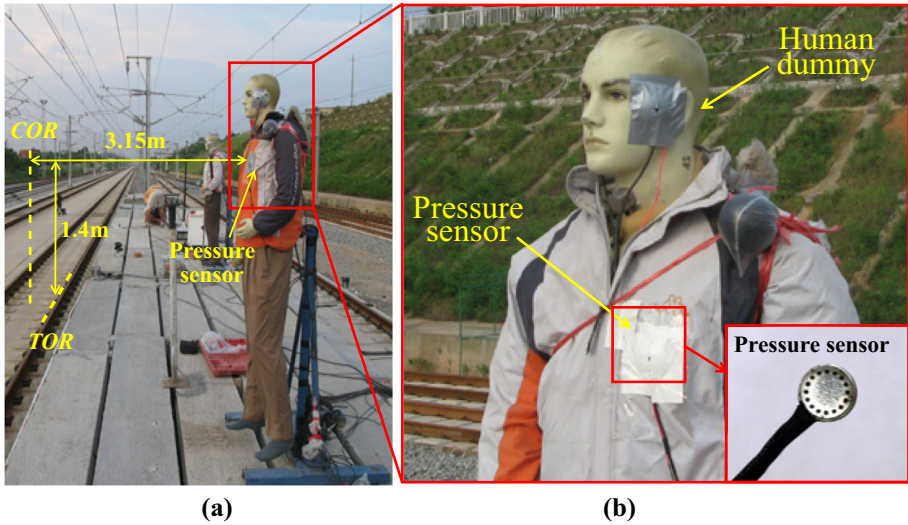 COR
3.15m
1.4m
Pressure
sensor
TOR
(a)
Human
dummy
Pressure
sensor
Pressure sensor
(b)